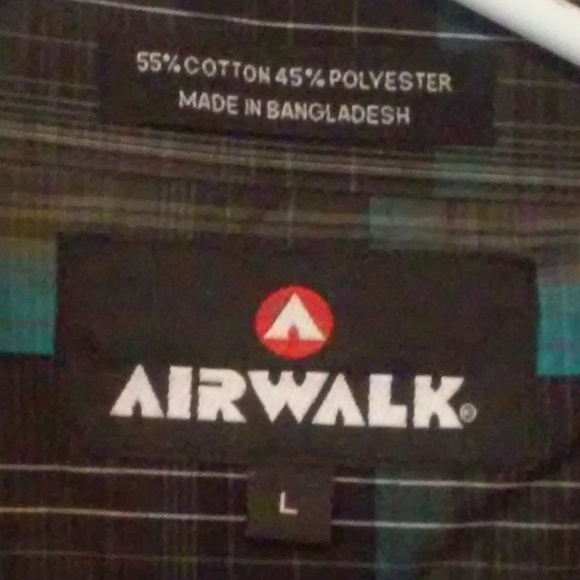 55% COTTON 45% POLYESTER
MADE IN BANGLADESH
AIRWALK®
L